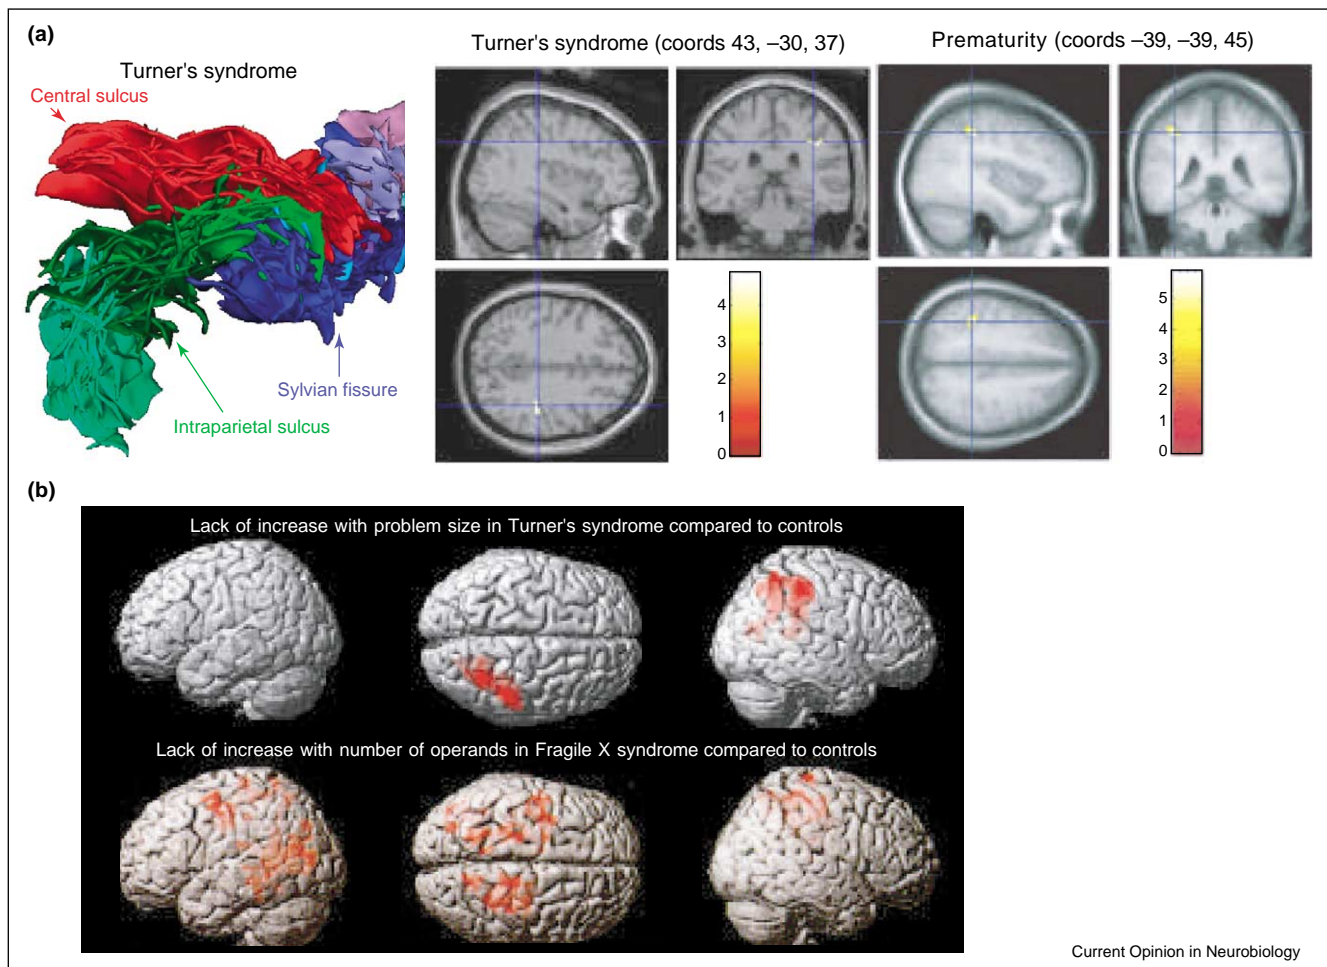 (a)
Turner's syndrome
Central sulcus
Sylvian fissure
Intraparietal sulcus
Turner's syndrome (coords 43, –30, 37)
4
3
2
1
0
Prematurity (coords –39, –39, 45)
5
4
3
2
1
0
(b)
Lack of increase with problem size in Turner's syndrome compared to controls
Lack of increase with number of operands in Fragile X syndrome compared to controls
Current Opinion in Neurobiology